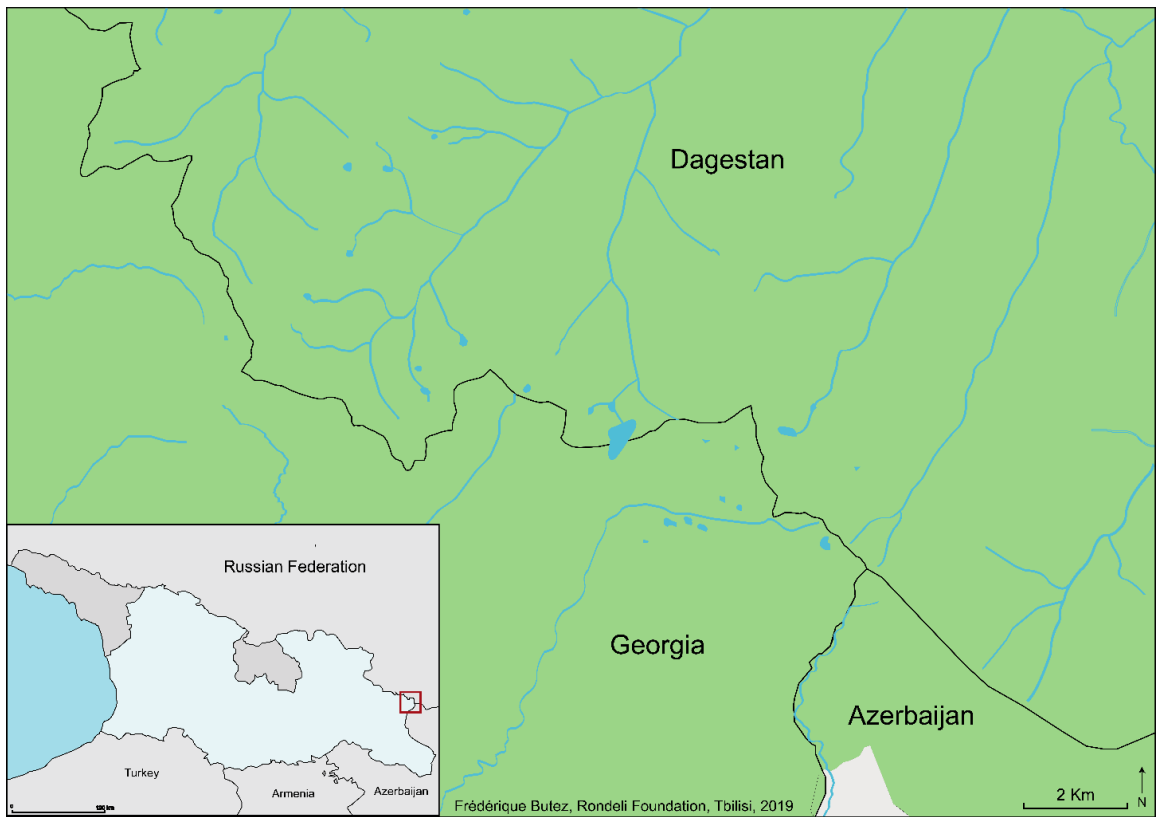 Dagestan
Russian Federation
Georgia
Azerbaijan
Turkey
Armenia
Azerbaijan
2 Km
N
Frédérique Butez, Rondeli Foundation, Tbilisi, 2019